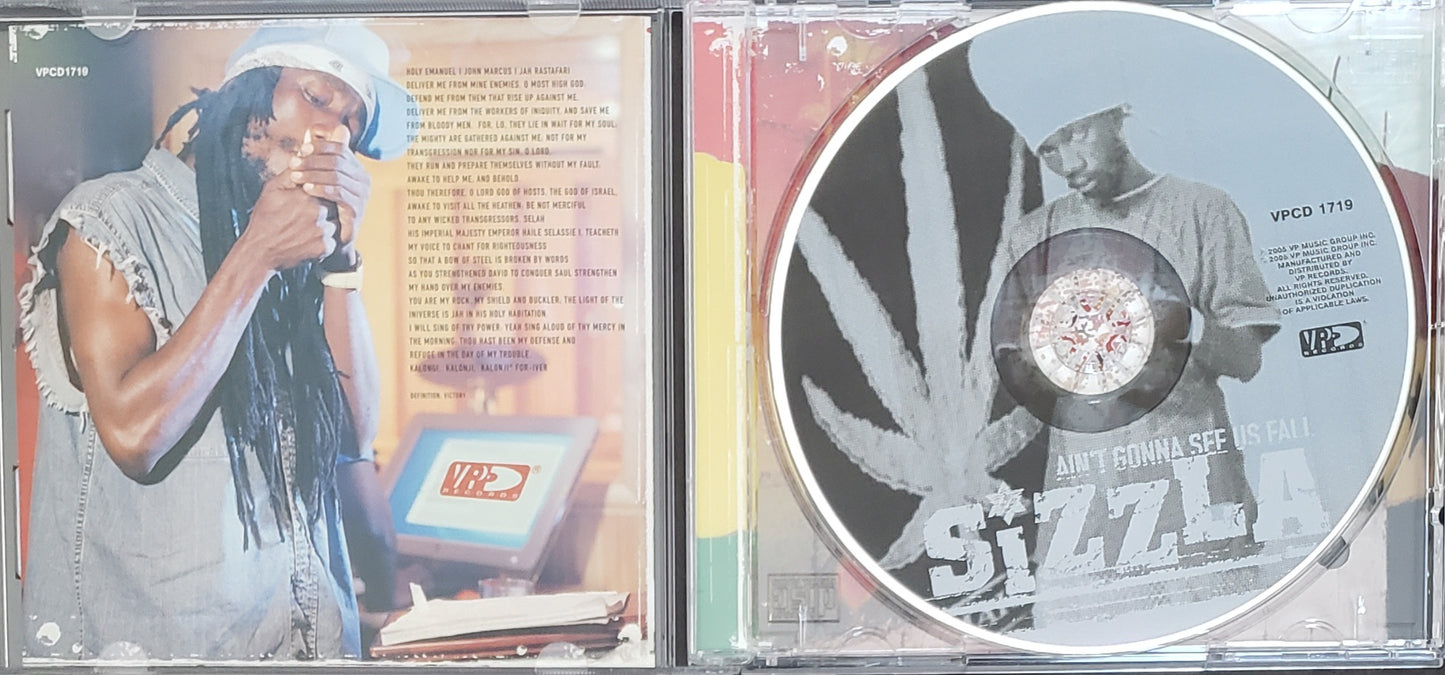 VPCD1719
HOLY EMANUEL I JOHN MARCUS I JAH RASTAFARI
DELIVER ME FROM MINE ENEMIES, O MOST HIGH GOD:
DEFEND ME FROM THEM THAT RISE UP AGAINST ME.
DELIVER ME FROM THE WORKERS OF INIQUITY, AND SAVE ME
FROM BLOODY MEN. FOR, LO, THEY LIE IN WAIT FOR MY SOUL:
THE MIGHTY ARE GATHERED AGAINST ME; NOT FOR MY
TRANSGRESSION NOR FOR MY SIN, O LORD.
THEY RUN AND PREPARE THEMSELVES WITHOUT MY FAULT:
AWAKE TO HELP ME, AND BEHOLD.
THOU THEREFORE, O LORD GOD OF HOSTS, THE GOD OF ISRAEL,
AWAKE TO VISIT ALL THE HEATHEN: BE NOT MERCIFUL
TO ANY WICKED TRANSGRESSORS. SELAH
HIS IMPERIAL MAJESTY EMPEROR HAILE SELASSIE I, TEACHETH
MY VOICE TO CHANT FOR RIGHTEOUSNESS
SO THAT A BOW OF STEEL IS BROKEN BY WORDS
AS YOU STRENGTHENED DAVID TO CONQUER SAUL STRENGTHEN
MY HAND OVER MY ENEMIES.
YOU ARE MY ROCK, MY SHIELD AND BUCKLER, THE LIGHT OF THE
INIVERSE IS JAH IN HIS HOLY HABITATION.
I WILL SING OF THY POWER; YEAH SING ALOUD OF THY MERCY IN
THE MORNING: THOU HAST BEEN MY DEFENSE AND
REFUGE IN THE DAY OF MY TROUBLE.
KALONGI, KALONJI, KALONJI* FOR-IVER
DEFINITION: VICTORY
VP
RECORDS
®
VPCD 1719
2005 VP MUSIC GROUP INC.
2006 VP MUSIC GROUP INC.
MANUFACTURED AND
DISTRIBUTED BY
VP RECORDS.
ALL RIGHTS RESERVED.
UNAUTHORIZED DUPLICATION
IS A VIOLATION
OF APPLICABLE LAWS.
VP
RECORDS
AIN'T GONNA SEE US FALL
SiZZLA